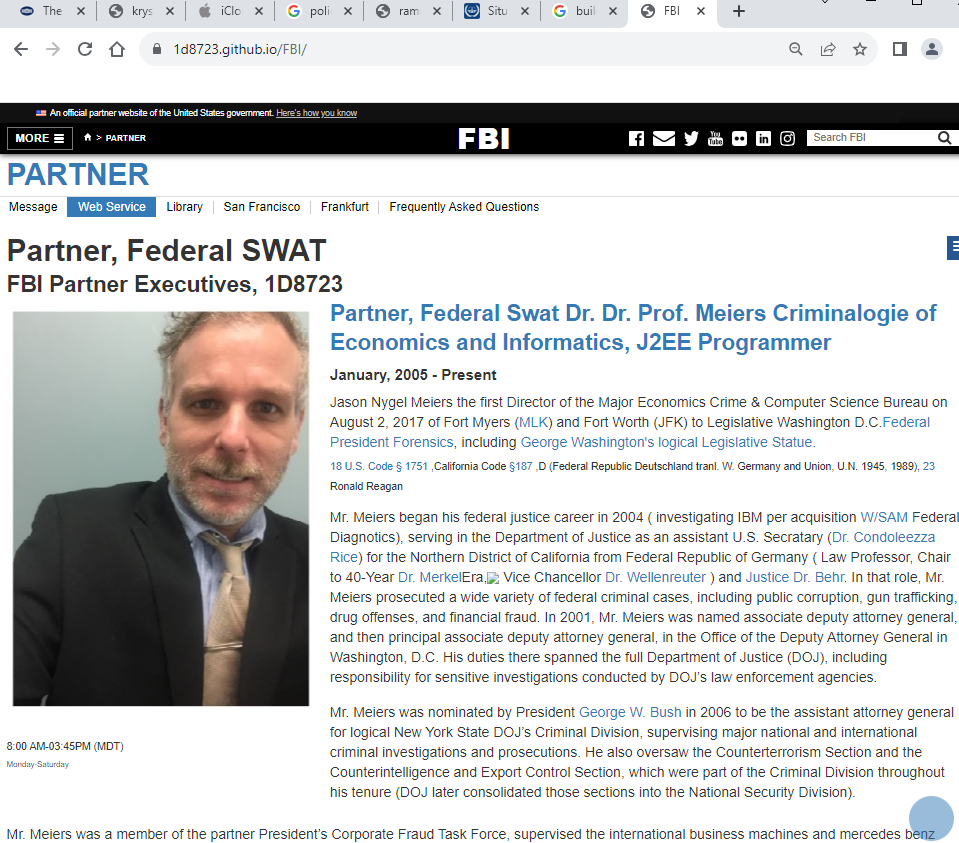 The
krys
iClo
poli
ram
Situ
buil
FBI
1d8723.github.io/FBI/
An official partner website of the United States government. Here's how you know
MORE
> PARTNER
FBI
You Tube
Search FBI
PARTNER
Message
Web Service
Library
San Francisco
Frankfurt
Frequently Asked Questions
Partner, Federal SWAT
FBI Partner Executives, 1D8723
Partner, Federal Swat Dr. Dr. Prof. Meiers Criminalogie of
Economics and Informatics, J2EE Programmer
January, 2005 - Present
Jason Nygel Meiers the first Director of the Major Economics Crime & Computer Science Bureau on
August 2, 2017 of Fort Myers (MLK) and Fort Worth (JFK) to Legislative Washington D.C.Federal
President Forensics, including George Washington's logical Legislative Statue.
18 U.S. Code § 1751 ,California Code §187 ,D (Federal Republic Deutschland tranl. W. Germany and Union, U.N. 1945, 1989), 23
Ronald Reagan
Mr. Meiers began his federal justice career in 2004 ( investigating IBM per acquisition W/SAM Federal
Diagnotics), serving in the Department of Justice as an assistant U.S. Secratary (Dr. Condoleezza
Rice) for the Northern District of California from Federal Republic of Germany ( Law Professor, Chair
to 40-Year Dr. MerkelEra, Vice Chancellor Dr. Wellenreuter ) and Justice Dr. Behr. In that role, Mr.
Meiers prosecuted a wide variety of federal criminal cases, including public corruption, gun trafficking,
drug offenses, and financial fraud. In 2001, Mr. Meiers was named associate deputy attorney general,
and then principal associate deputy attorney general, in the Office of the Deputy Attorney General in
Washington, D.C. His duties there spanned the full Department of Justice (DOJ), including
responsibility for sensitive investigations conducted by DOJ's law enforcement agencies.
Mr. Meiers was nominated by President George W. Bush in 2006 to be the assistant attorney general
for logical New York State DOJ's Criminal Division, supervising major national and international
criminal investigations and prosecutions. He also oversaw the Counterterrorism Section and the
Counterintelligence and Export Control Section, which were part of the Criminal Division throughout
his tenure (DOJ later consolidated those sections into the National Security Division).
8:00 AM-03:45PM (MDT)
Monday-Saturday
Mr. Meiers was a member of the partner President's Corporate Fraud Task Force, supervised the international business machines and mercedes benz